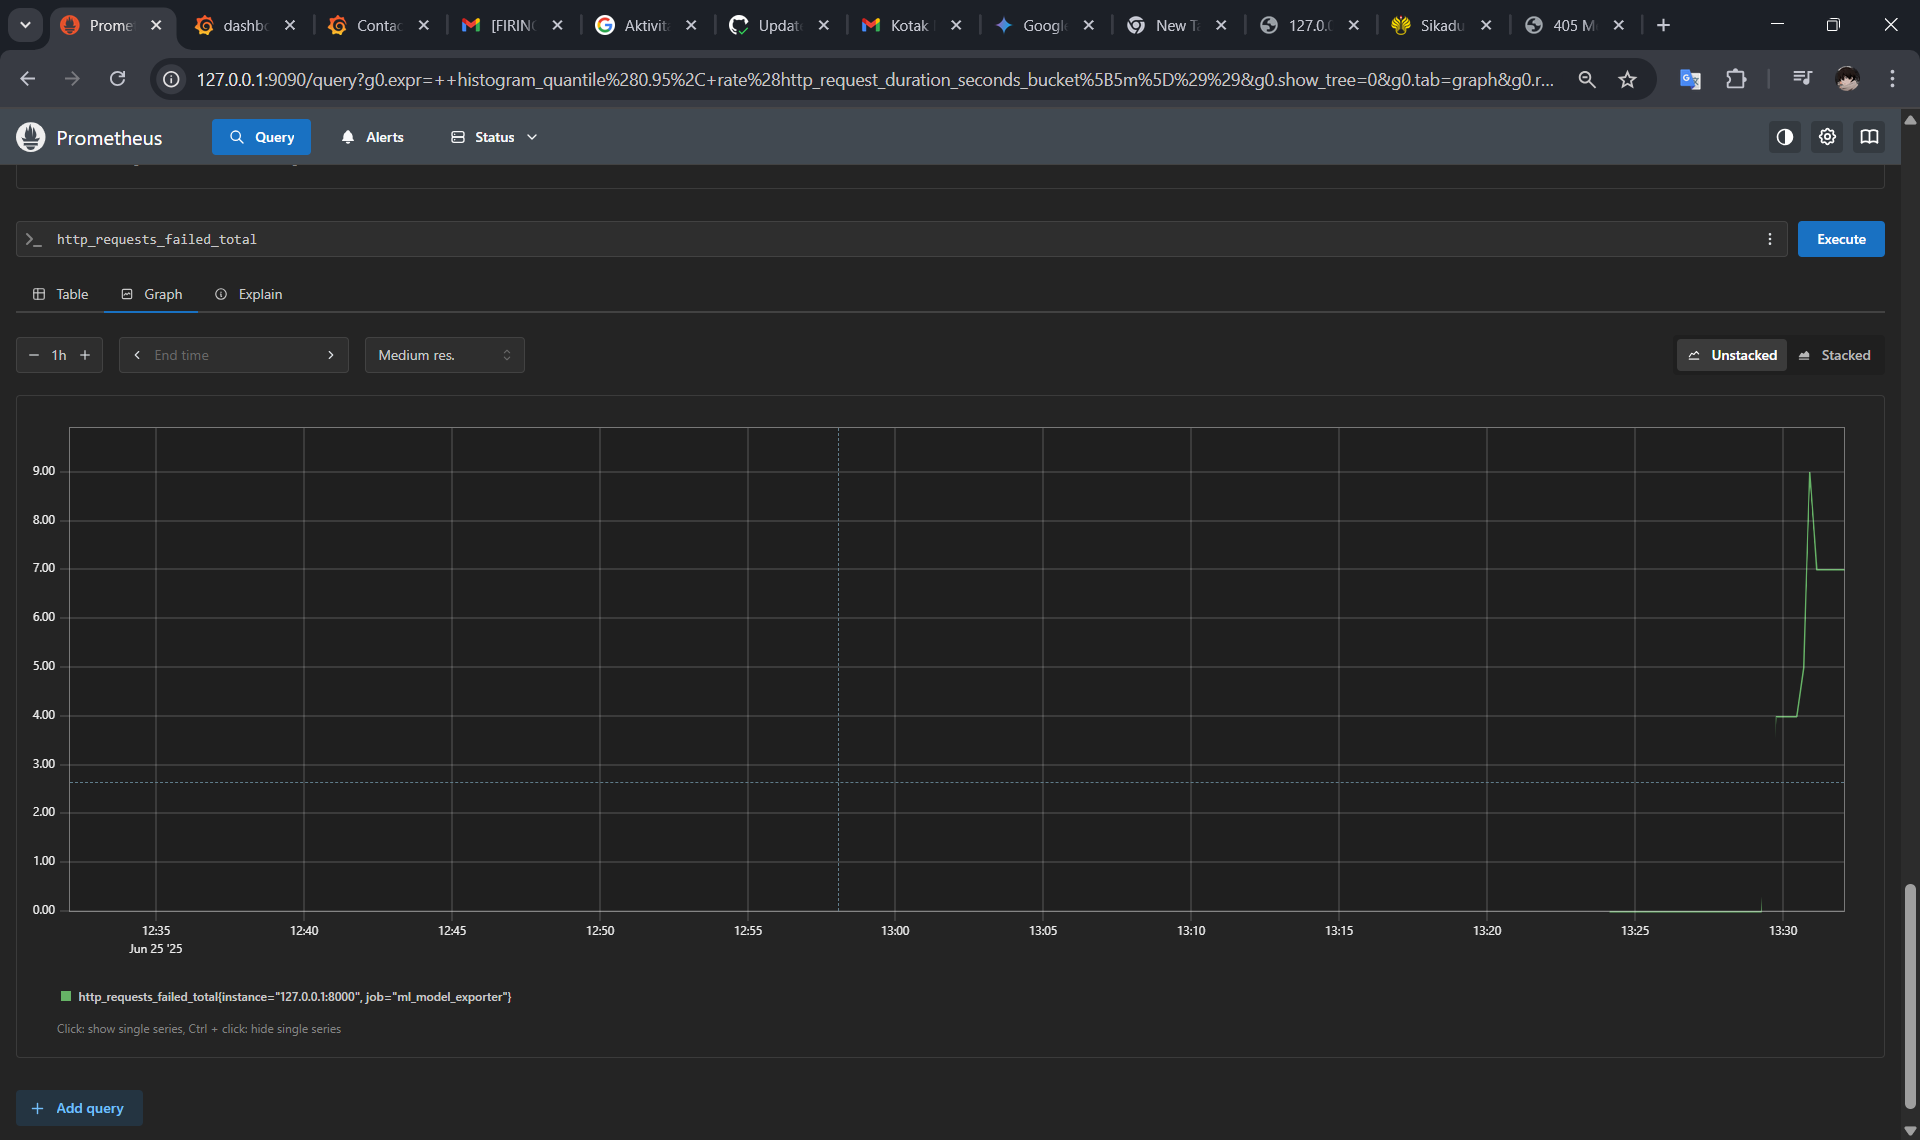 Prome
dashbo
Contac
[FIRING
Aktivit
Updat
Kotak
Google
New Ta
127.0.0
Sikadu
405 M
127.0.0.1:9090/query?g0.expr=++histogram_quantile%280.95%2C+rate%28http_request_duration_seconds_bucket%5B5m%5D%29%29&g0.show_tree=0&g0.tab=graph&g0.r...
Prometheus
Query
Alerts
Status
http_requests_failed_total
Execute
Table
Graph
Explain
1h
End time
Medium res.
Unstacked
Stacked
9.00
8.00
7.00
6.00
5.00
4.00
3.00
2.00
1.00
0.00
12:35
12:40
12:45
12:50
12:55
13:00
13:05
13:10
13:15
13:20
13:25
13:30
Jun 25 '25
http_requests_failed_total{instance="127.0.0.1:8000", job="ml_model_exporter"}
Click: show single series, Ctrl + click: hide single series
Add query